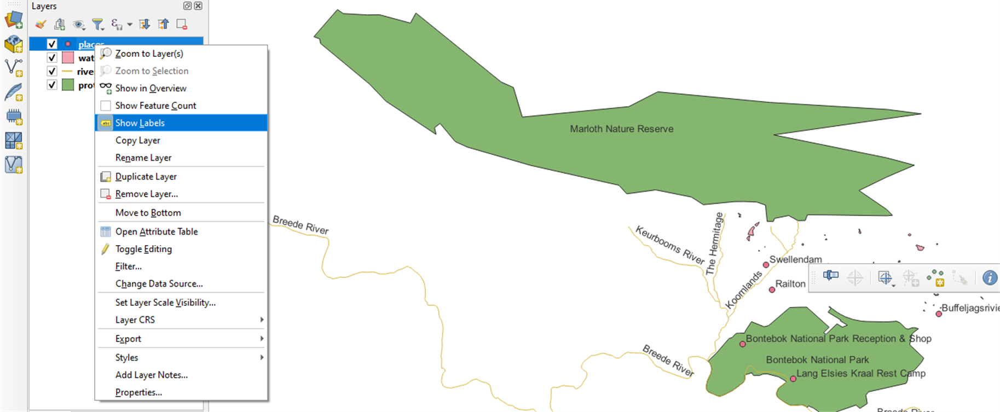 Layers
places
wat
rive
prot
Zoom to Layer(s)
Zoom to Selection
Show in Overview
Show Feature Count
abc Show Labels
Copy Layer
Rename Layer
Duplicate Layer
Remove Layer...
Move to Bottom
Open Attribute Table
Toggle Editing
Filter...
Change Data Source...
Set Layer Scale Visibility...
Layer CRS
Export
Styles
Add Layer Notes...
Properties...
Marloth Nature Reserve
Breede River
Keurbooms River
The Hermitage
Swellendam
Koornlands
Railton
Buffeljagsrivie
Bontebok National Park Reception & Shop
Breede River
Bontebok National Park
Lang Elsies Kraal Rest Camp
Breede River